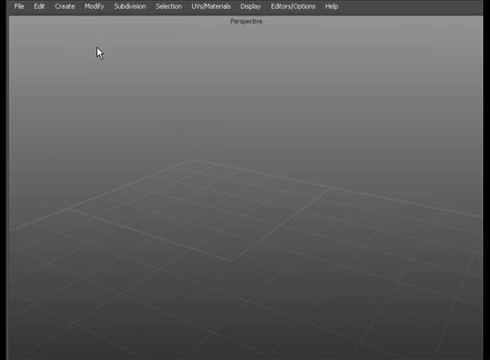 File Edit Create Modify Subdivision Selection UVs/Materials Display Editors/Options Help
Perspective